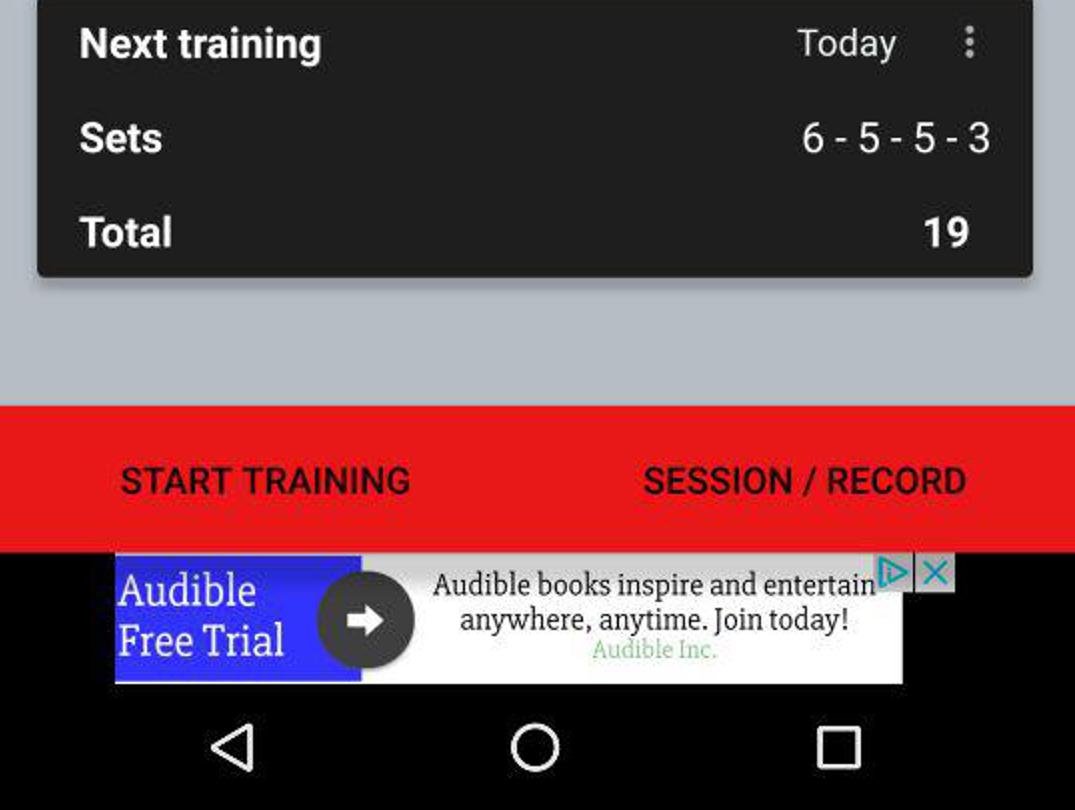 Next training Today
Sets 6 - 5 - 5 - 3
Total 19
START TRAINING SESSION / RECORD
Audible
Free Trial
Audible books inspire and entertain
anywhere, anytime. Join today!
Audible Inc.